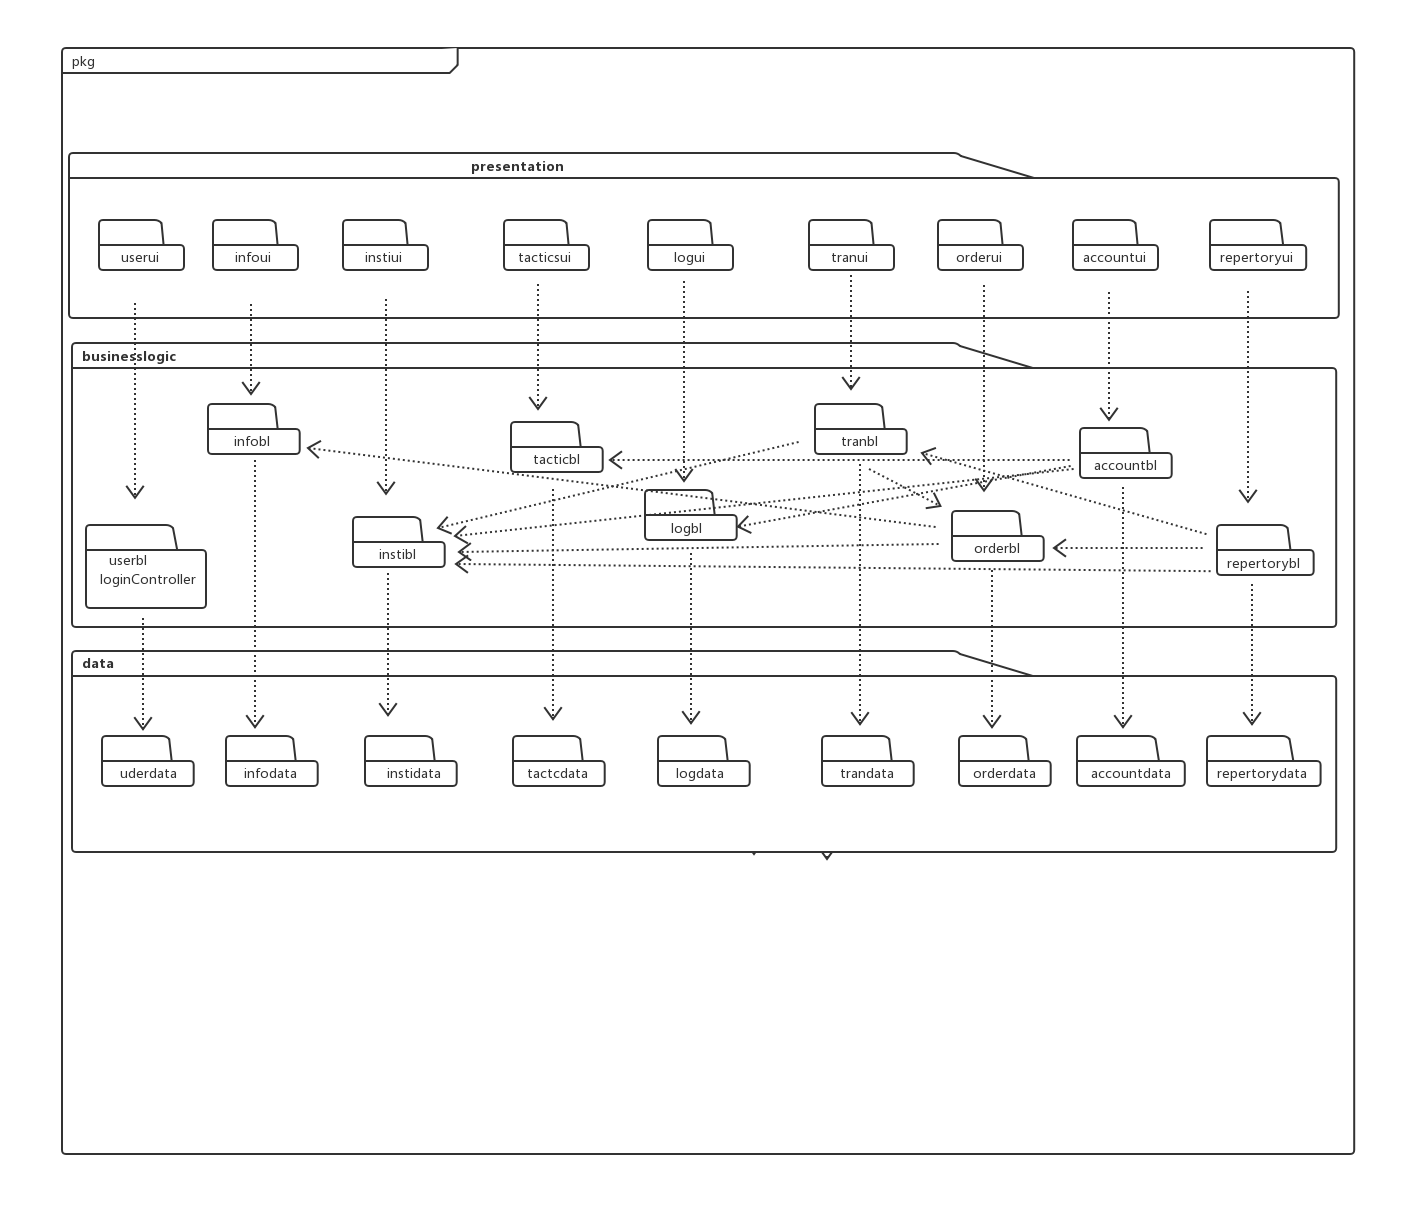 pkg
presentation
userui
infoui
instiui
tacticsui
logui
tranui
orderui
accountui
repertoryui
businesslogic
infobl
tacticbl
tranbl
accountbl
logbl
instibl
orderbl
userbl
loginController
repertorybl
data
uderdata
infodata
instidata
tactcdata
logdata
trandata
orderdata
accountdata
repertorydata